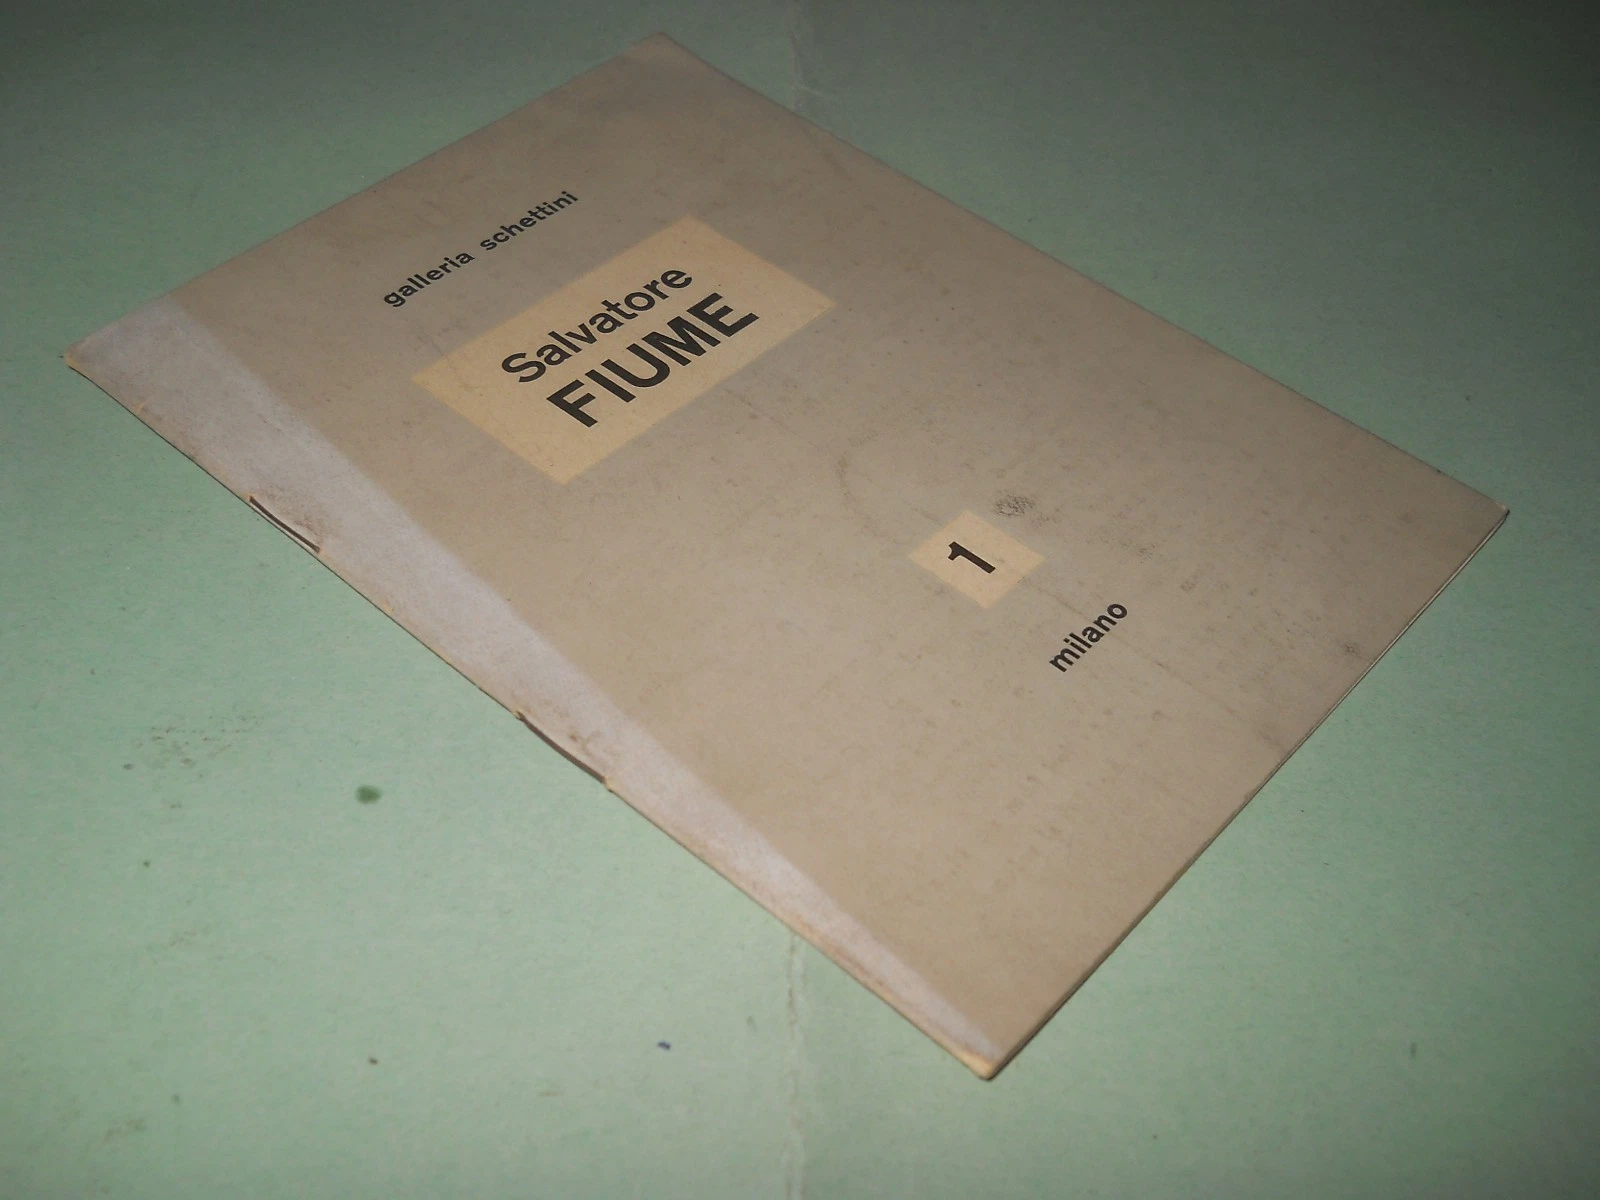 galleria schettini
Salvatore
FIUME
1
milano